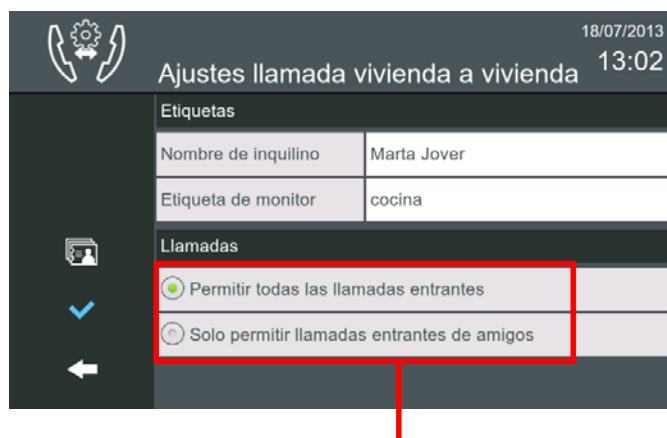 18/07/2013
13:02
Ajustes llamada vivienda a vivienda
Etiquetas
Nombre de inquilino Marta Jover
Etiqueta de monitor cocina
Llamadas
Permitir todas las llamadas entrantes
Solo permitir llamadas entrantes de amigos